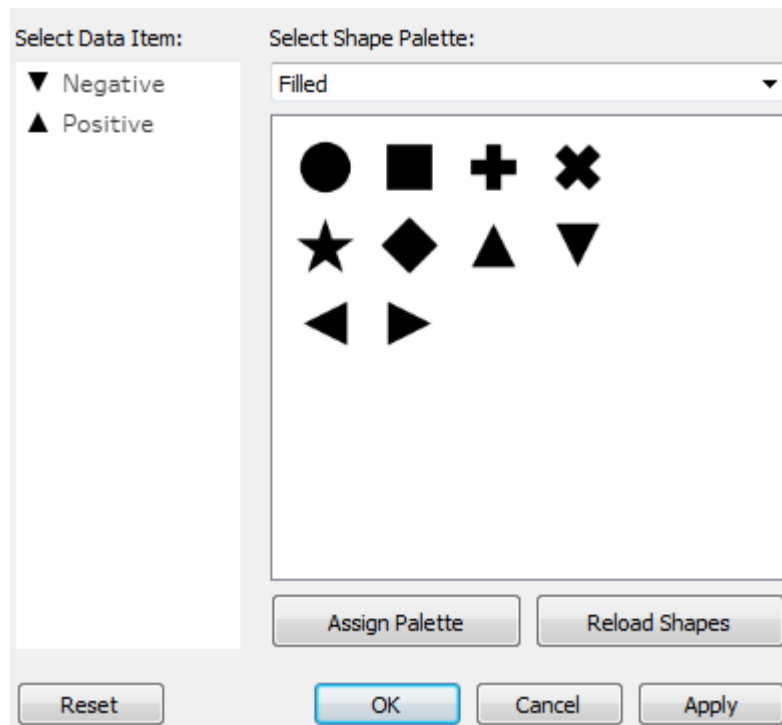 Select Data Item:
Select Shape Palette:
Negative
Positive
Filled
Assign Palette
Reload Shapes
Reset
OK
Cancel
Apply